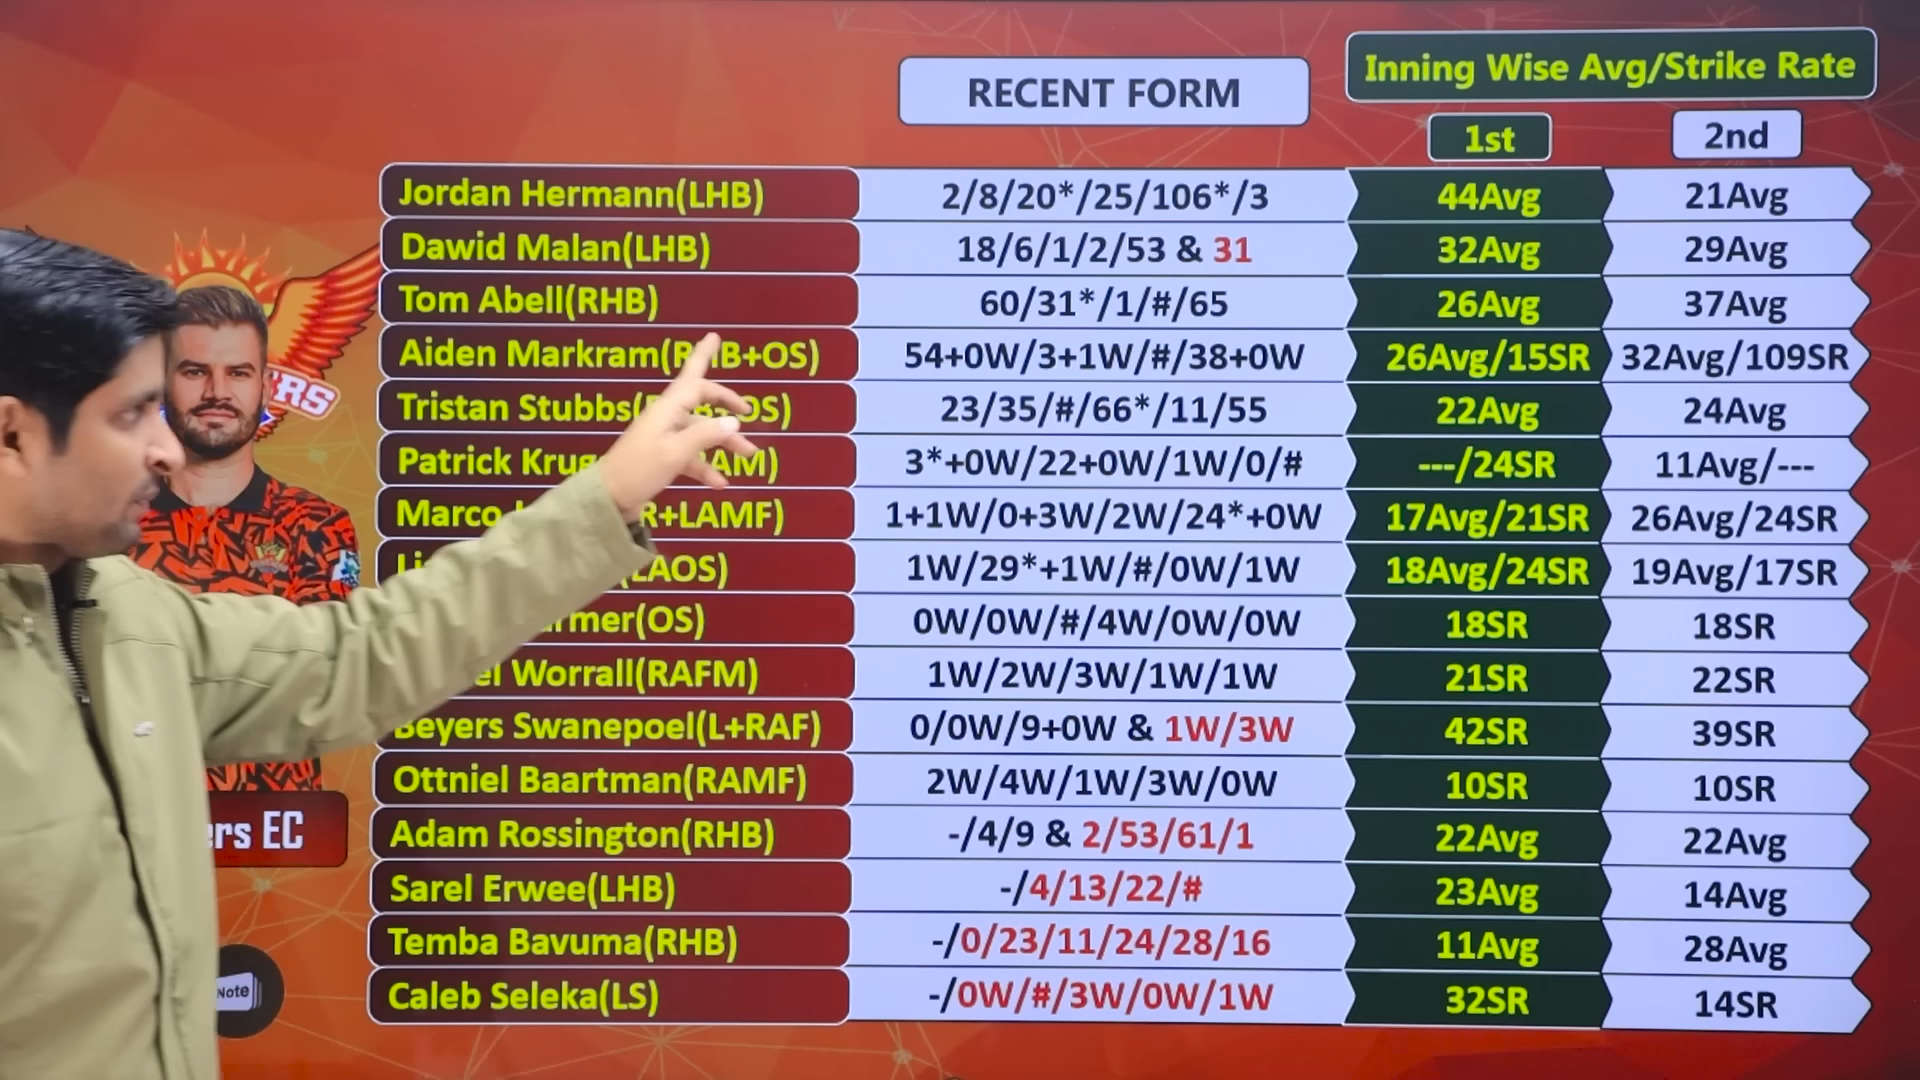 Inning Wise Avg/Strike Rate
RECENT FORM
1st 2nd
Jordan Hermann(LHB) 2/8/20*/25/106*/3 44Avg 21Avg
Dawid Malan(LHB) 18/6/1/2/53 & 31 32Avg 29Avg
Tom Abell(RHB) 60/31*/1/#/65 26Avg 37Avg
Aiden Markram(RHB+OS) 54+0W/3+1W/#/38+0W 26Avg/15SR 32Avg/109SR
Tristan Stubbs( OS) 23/35/#/66*/11/55 22Avg 24Avg
Patrick AM) 3*+0W/22+0W/1W/0/# ---/24SR 11Avg/---
Marco R+LAMF) 1+1W/0+3W/2W/24*+0W 17Avg/21SR 26Avg/24SR
(LAOS) 1W/29*+1W/#/0W/1W 18Avg/24SR 19Avg/17SR
rmer(OS) 0W/0W/#/4W/0W/0W 18SR 18SR
el Worrall(RAFM) 1W/2W/3W/1W/1W 21SR 22SR
Beyers Swanepoel(L+RAF) 0/0W/9+0W & 1W/3W 42SR 39SR
Ottniel Baartman(RAMF) 2W/4W/1W/3W/0W 10SR 10SR
Adam Rossington(RHB) -/4/9 & 2/53/61/1 22Avg 22Avg
Sarel Erwee(LHB) -/4/13/22/# 23Avg 14Avg
Temba Bavuma(RHB) -/0/23/11/24/28/16 11Avg 28Avg
Caleb Seleka(LS) -/0W/#/3W/0W/1W 32SR 14SR
RS
ers EC
Note